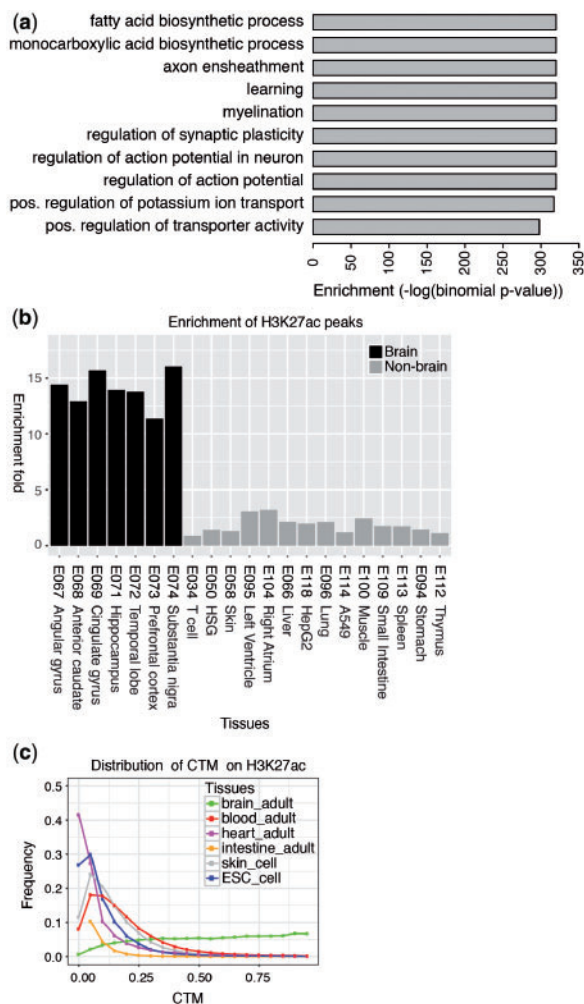 (a)
fatty acid biosynthetic process
monocarboxylic acid biosynthetic process
axon ensheathment
learning
myelination
regulation of synaptic plasticity
regulation of action potential in neuron
regulation of action potential
pos. regulation of potassium ion transport
pos. regulation of transporter activity
0 50 100 150 200 250 300 350
Enrichment (-log(binomial p-value))
(b)
Enrichment of H3K27ac peaks
Brain
Non-brain
Enrichment fold
15
10
5
0
E067 Angular gyrus
E068 Anterior caudate
E069 Cingulate gyrus
E071 Hippocampus
E072 Temporal lobe
E073 Prefrontal cortex
E074 Substantia nigra
E034 T cell
E050 HSG
E058 Skin
E095 Left Ventricle
E104 Right Atrium
E066 Liver
E118 HepG2
E096 Lung
E114 A549
E100 Muscle
E109 Small Intestine
E113 Spleen
E094 Stomach
E112 Thymus
Tissues
(c)
Distribution of CTM on H3K27ac
Tissues
brain_adult
blood_adult
heart_adult
intestine_adult
skin_cell
ESC_cell
Frequency
0.5
0.4
0.3
0.2
0.1
0.0
0.00 0.25 0.50 0.75
CTM